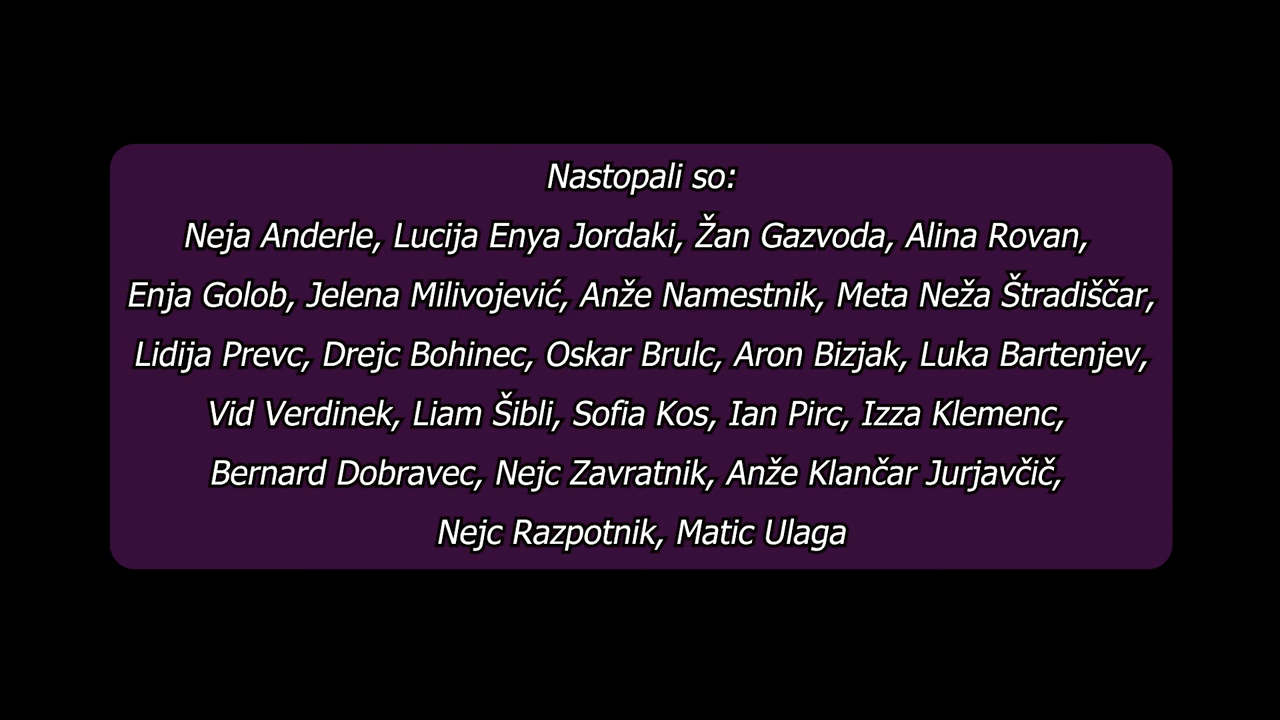 Nastopali so:
Neja Anderle, Lucija Enya Jordaki, Žan Gazvoda, Alina Rovan,
Enja Golob, Jelena Milivojević, Anže Namestnik, Meta Neža Štradiščar,
Lidija Prevc, Drejc Bohinec, Oskar Brulc, Aron Bizjak, Luka Bartenjev,
Vid Verdinek, Liam Šibli, Sofia Kos, Ian Pirc, Izza Klemenc,
Bernard Dobravec, Nejc Zavratnik, Anže Klančar Jurjavčič,
Nejc Razpotnik, Matic Ulaga